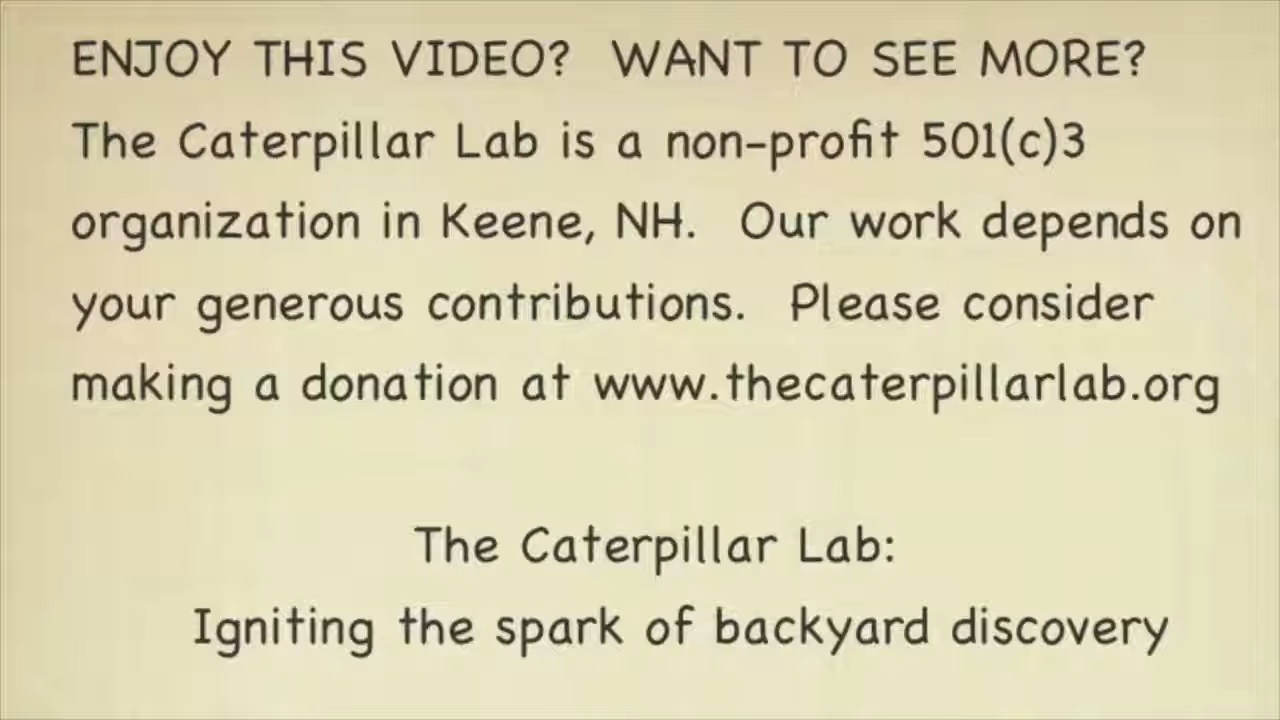 ENJOY THIS VIDEO? WANT TO SEE MORE?
The Caterpillar Lab is a non-profit 501(c)3
organization in Keene, NH. Our work depends on
your generous contributions. Please consider
making a donation at www.thecaterpillarlab.org
The Caterpillar Lab:
Igniting the spark of backyard discovery